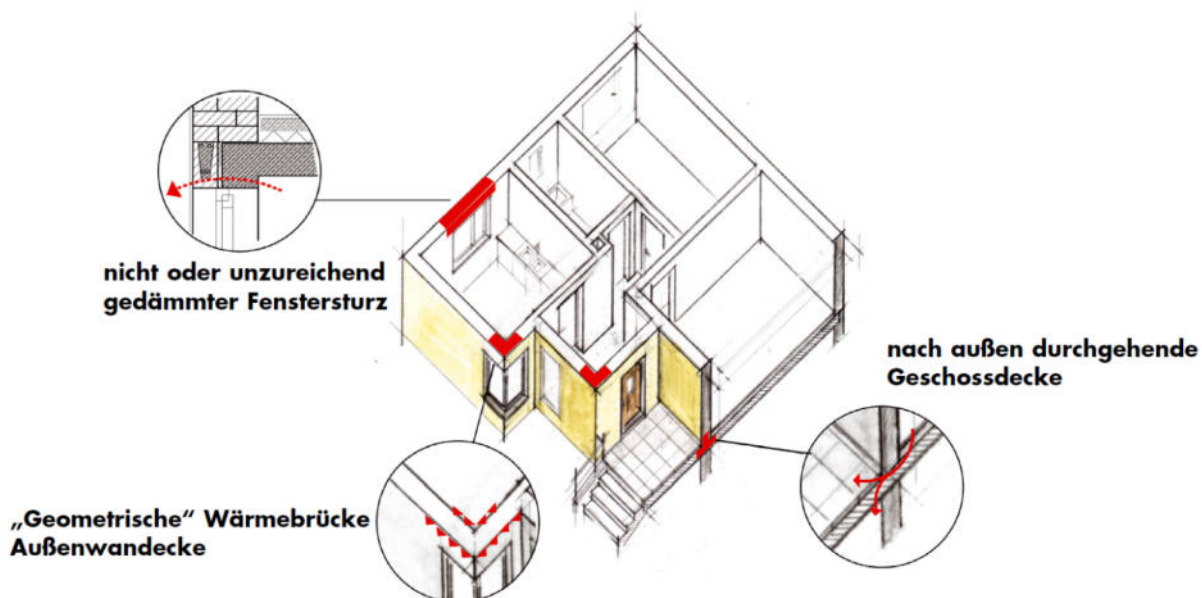 nicht oder unzureichend
gedämmter Fenstersturz
nach außen durchgehende
Geschossdecke
„Geometrische“ Wärmebrücke
Außenwandecke